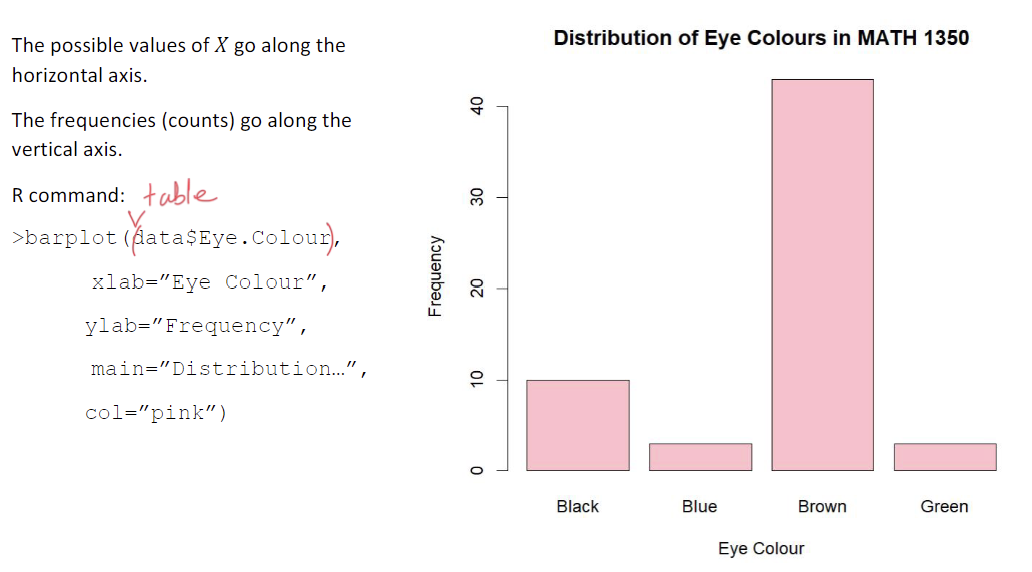 The possible values of X go along the
horizontal axis.
The frequencies (counts) go along the
vertical axis.
R command: table
>barplot((data$Eye.Colour),
xlab=”Eye Colour”,
ylab=”Frequency”,
main=”Distribution…”,
col=”pink”)
Distribution of Eye Colours in MATH 1350
Frequency
40
30
20
10
0
Black Blue Brown Green
Eye Colour